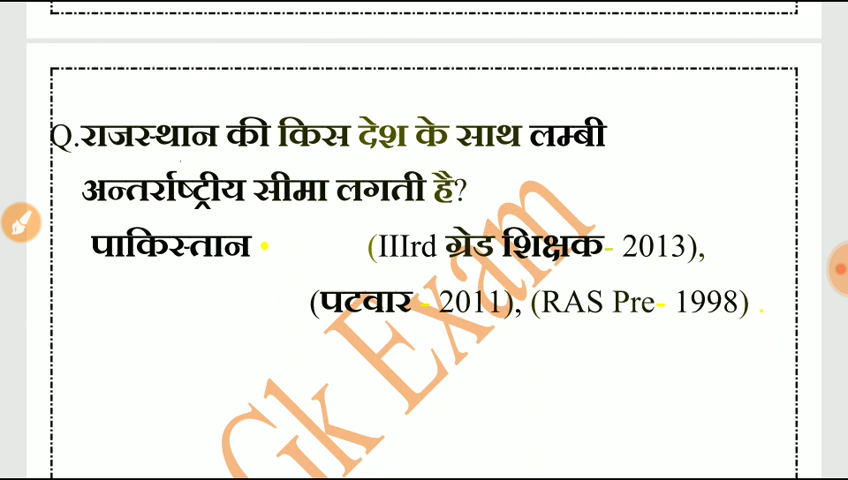 Q.राजस्थान की किस देश के साथ लम्बी
अन्तर्राष्ट्रीय सीमा लगती है?
पाकिस्तान (IIIrd ग्रेड शिक्षक- 2013),
(पटवार - 2011), (RAS Pre- 1998) .
Gk Exam